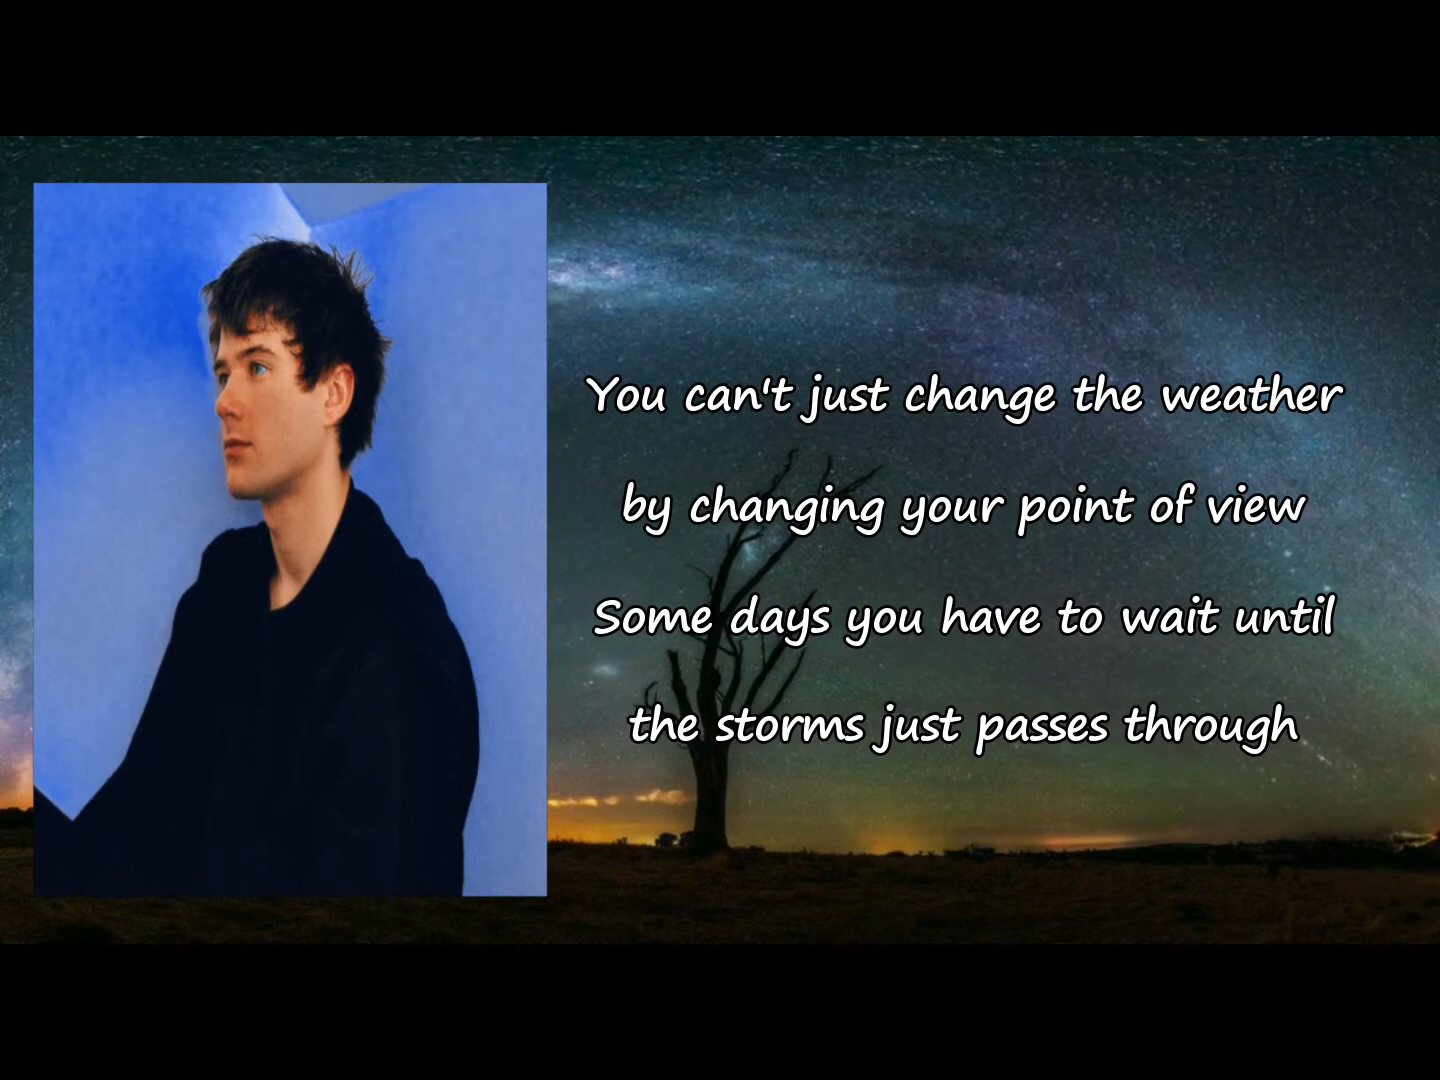 You can't just change the weather
by changing your point of view
Some days you have to wait until
the storms just passes through